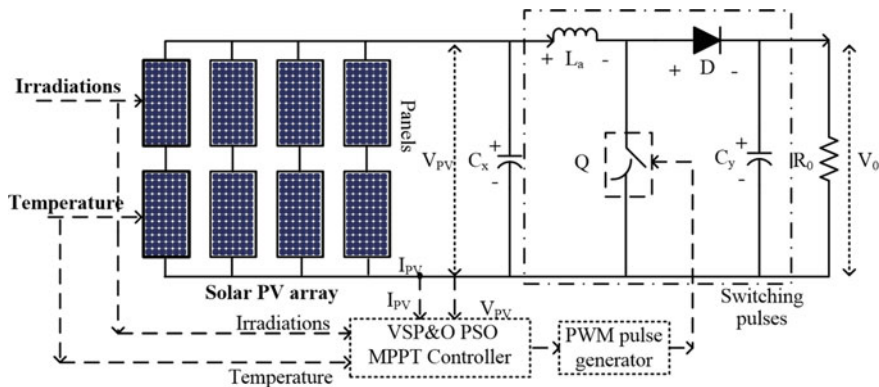 Irradiations
Temperature
Panels
Solar PV array
V_PV
C_x
+
-
+ L_a -
Q
+ D -
C_y
+
-
R_0
V_0
I_PV
I_PV
V_PV
Irradiations
Temperature
VSP&O PSO
MPPT Controller
PWM pulse
generator
Switching
pulses